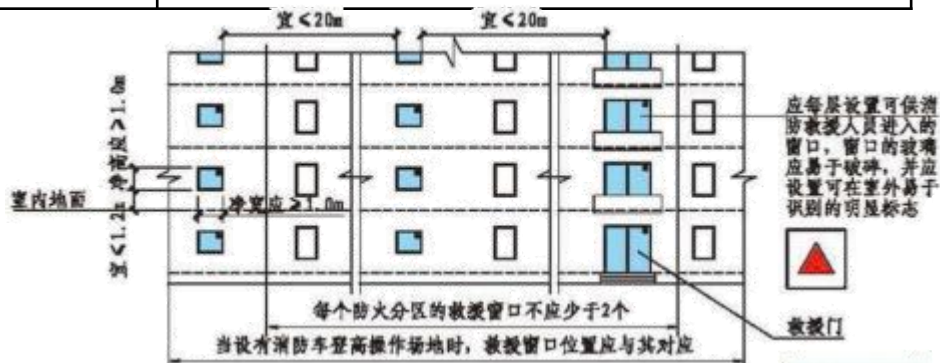 宜≤20m
宜≤20m
净高应≥1.0m
宜≤1.2m
室内地面
净宽应≥1.0m
应每层设置可供消
防救援人员进入的
窗口，窗口的玻璃
应易于破碎，并应
设置可在室外易于
识别的明显标志
救援门
每个防火分区的救援窗口不应少于2个
当设有消防车登高操作场地时，救援窗口位置应与其对应